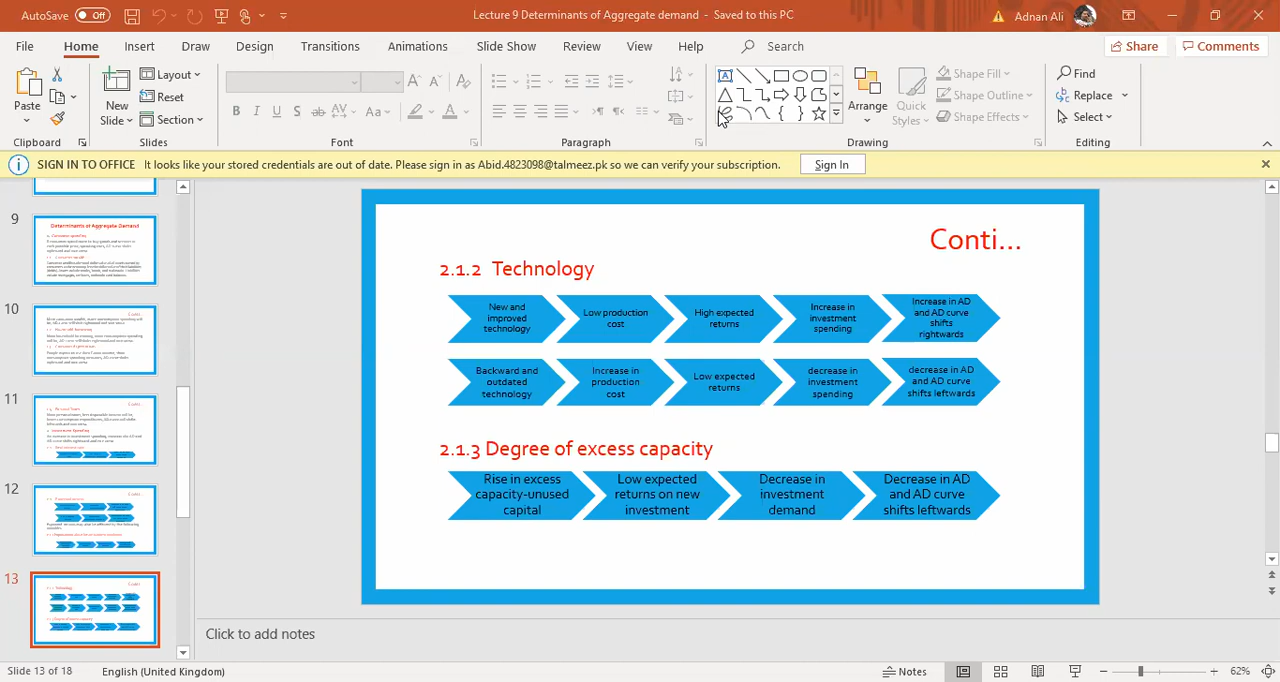 AutoSave Off Lecture 9 Determinants of Aggregate demand - Saved to this PC Adnan Ali
File Home Insert Draw Design Transitions Animations Slide Show Review View Help Search Share Comments
Paste
New Slide
Layout
Reset
Section
B I U S ab AV Aa A
Arrange
Quick Styles
Shape Fill
Shape Outline
Shape Effects
Find
Replace
Select
Clipboard Slides Font Paragraph Drawing Editing
SIGN IN TO OFFICE It looks like your stored credentials are out of date. Please sign in as Abid.4823098@talmeez.pk so we can verify your subscription. Sign In
9
Determinants of Aggregate Demand
10
11
12
13
Conti...
2.1.2 Technology
New and improved technology
Low production cost
High expected returns
Increase in investment spending
Increase in AD and AD curve shifts rightwards
Backward and outdated technology
Increase in production cost
Low expected returns
decrease in investment spending
decrease in AD and AD curve shifts leftwards
2.1.3 Degree of excess capacity
Rise in excess capacity-unused capital
Low expected returns on new investment
Decrease in investment demand
Decrease in AD and AD curve shifts leftwards
Click to add notes
Slide 13 of 18 English (United Kingdom) Notes 62%